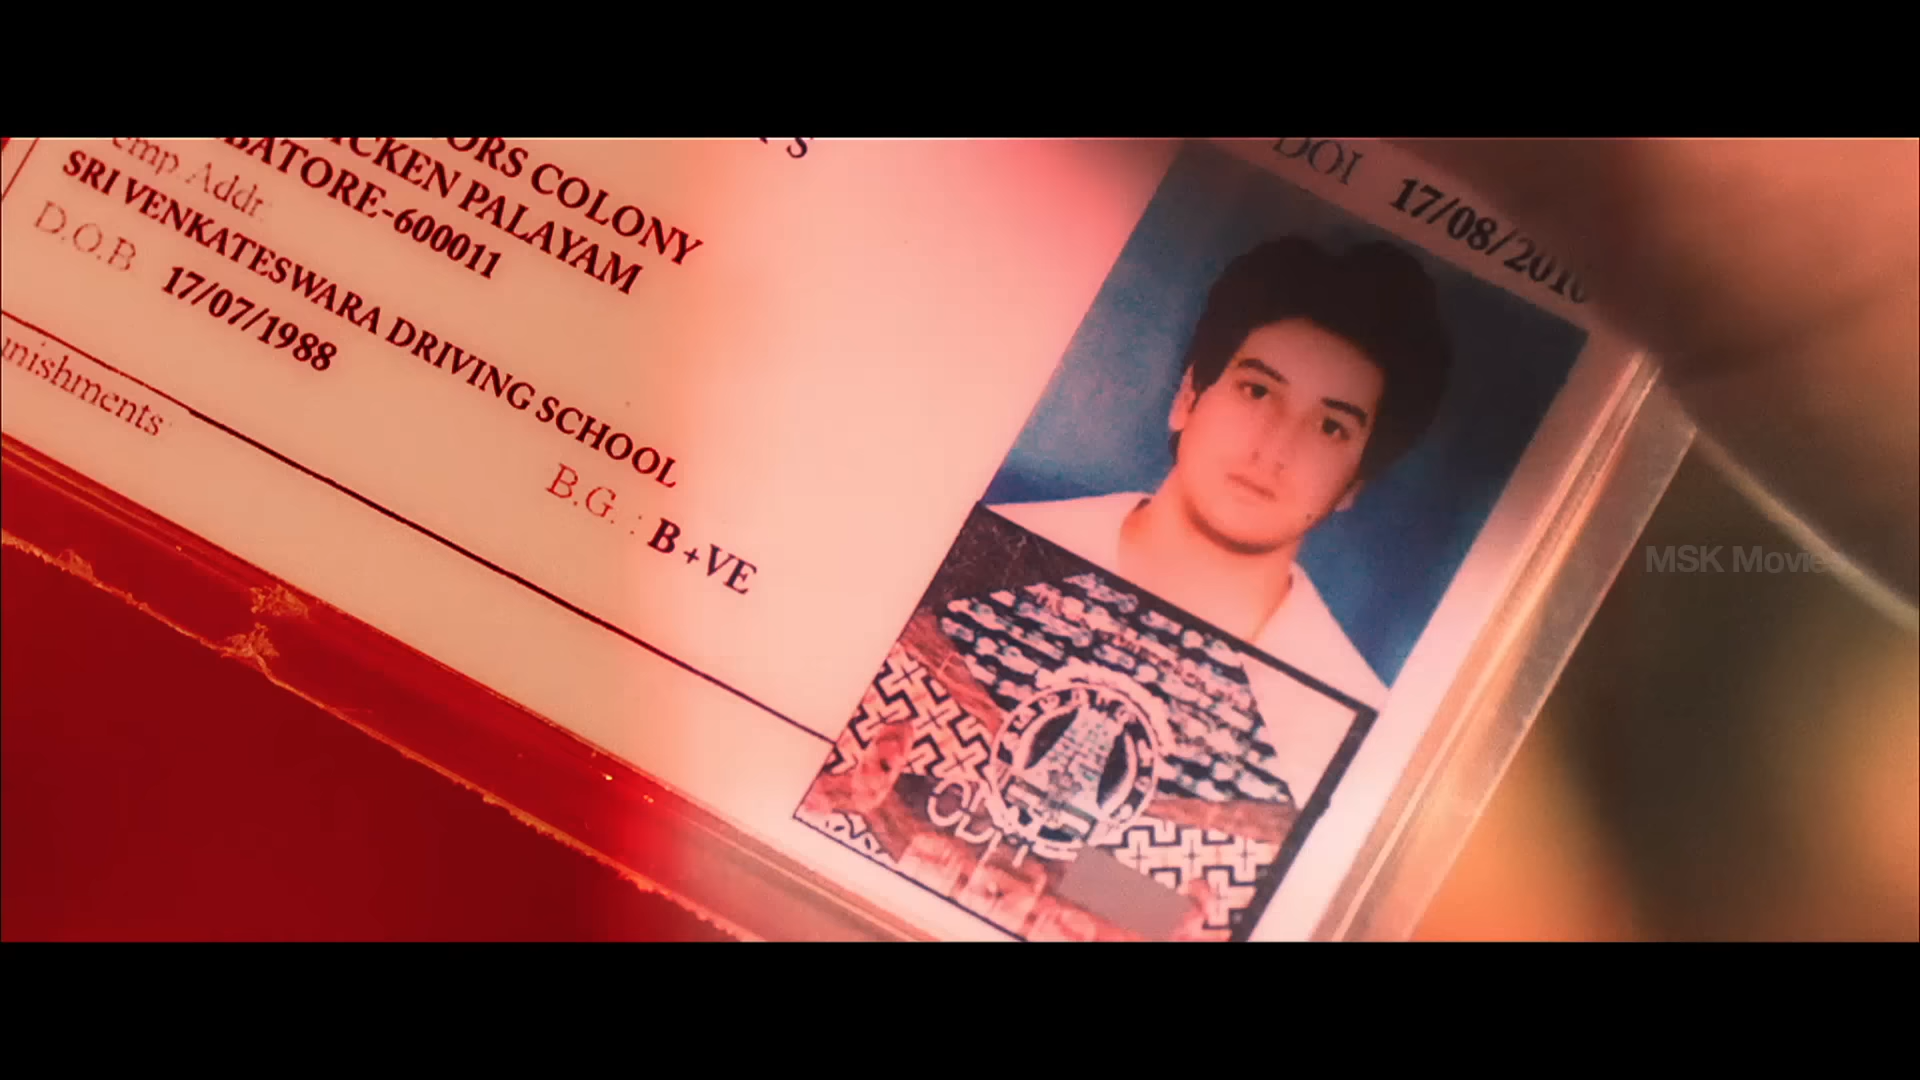 ORS COLONY
ICKEN PALAYAM
BATORE-600011
emp Addr
SRI VENKATESWARA DRIVING SCHOOL
D.O.B 17/07/1988
B.G. : B+VE
unishments
DOI 17/08/2010
MSK Movies